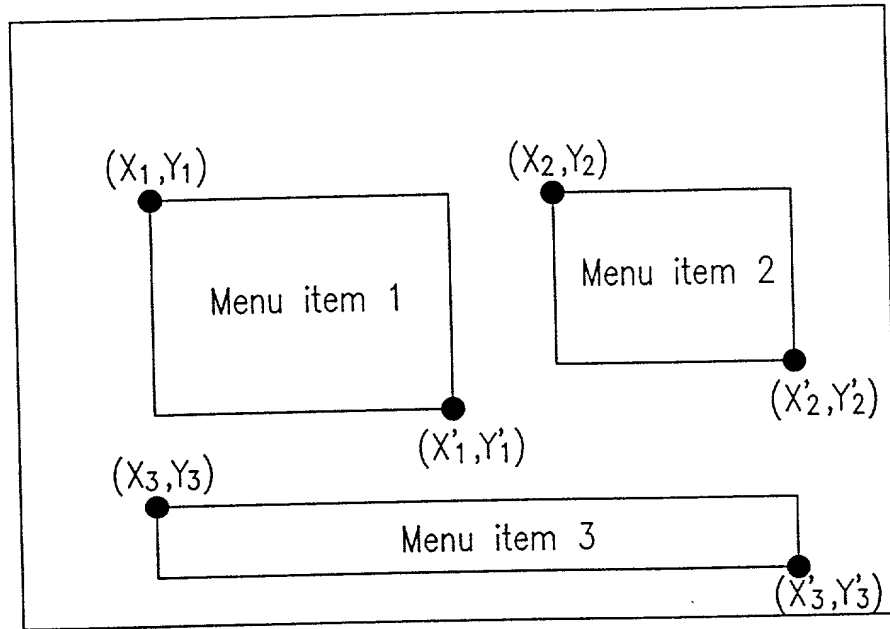 (X1,Y1)
(X2,Y2)
Menu item 1
Menu item 2
(X'2,Y'2)
(X'1,Y'1)
(X3,Y3)
Menu item 3
(X'3,Y'3)